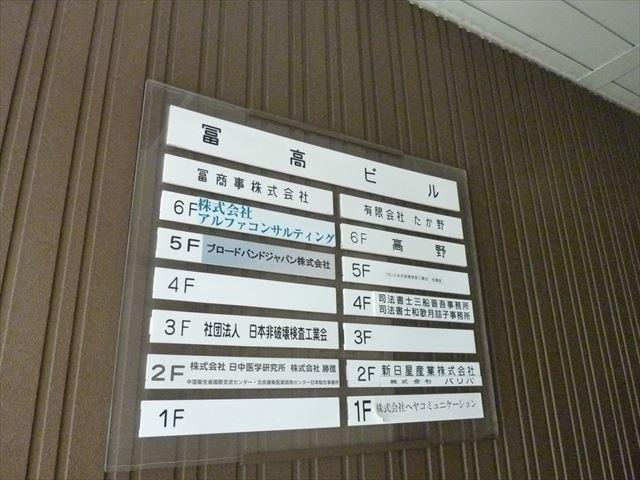 冨高ビル
冨商事株式会社
6F 株式会社
アルファコンサルティング
5F ブロードバンドジャパン株式会社
4F
3F 社団法人 日本非破壊検査工業会
2F 株式会社 日中医学研究所 株式会社 勝徳
1F
有限会社 たか野
6F 高野
5F
4F 司法書士三船晋吾事務所
司法書士和歌月詰子事務所
3F
2F 新日星産業株式会社
株式会社 パリパ
1F 株式会社ヘヤコミュニケーション